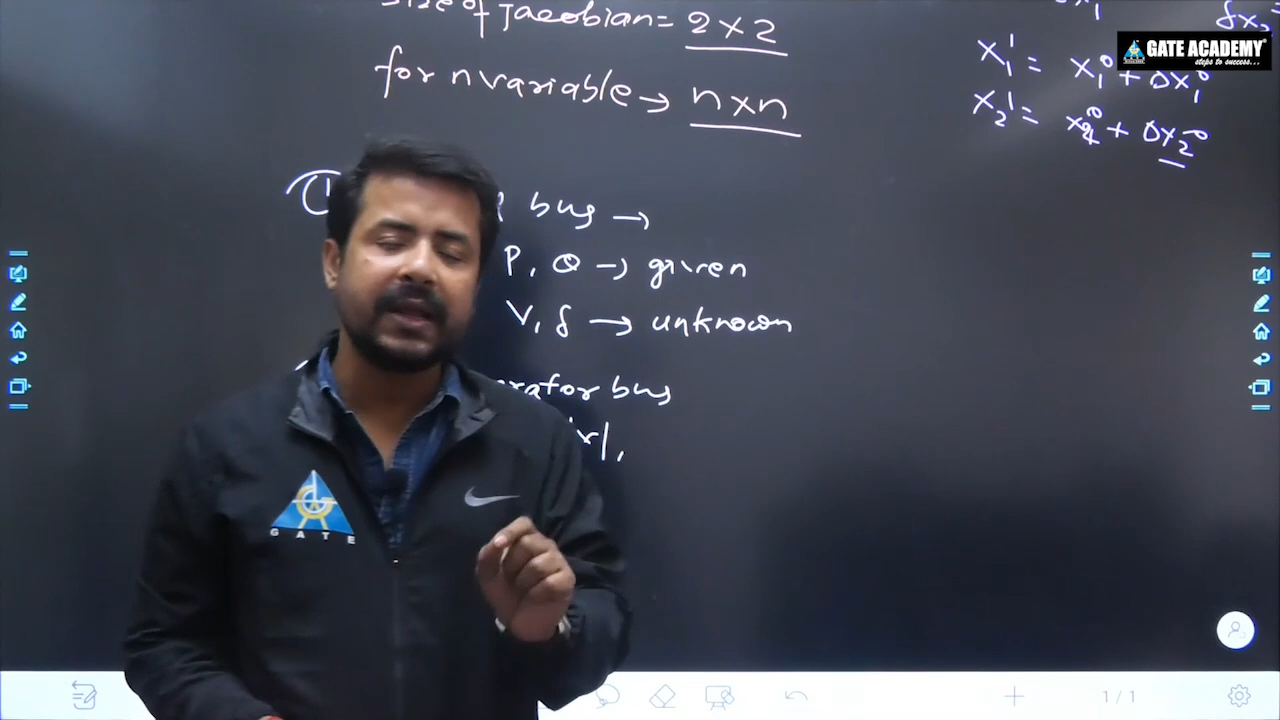 size of Jacobian = 2 x 2
for n variable → n x n
bus →
P, Q → given
V, δ → unknown
bus
x₁¹ = x₁⁰ + Δx₁⁰
x₂¹ = x₂⁰ + Δx₂⁰
GATE ACADEMY
steps to success...
GATE
1 / 1